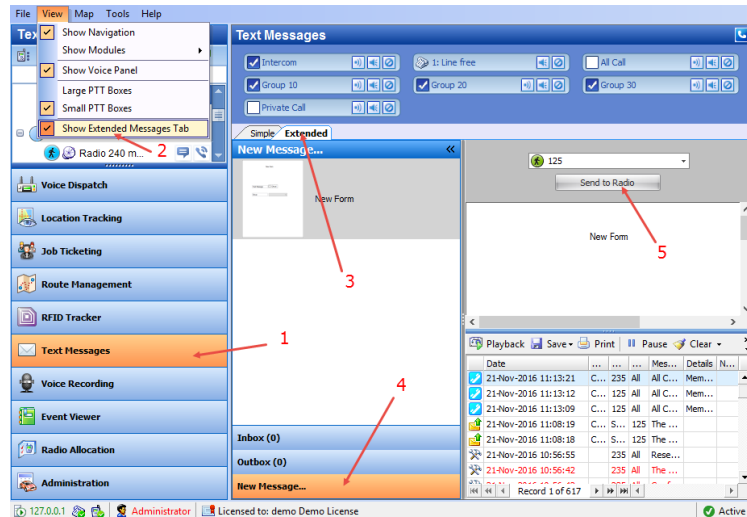 File View Map Tools Help
Show Navigation
Show Modules
Show Voice Panel
Large PTT Boxes
Small PTT Boxes
Show Extended Messages Tab
2
Radio 240 m...
Voice Dispatch
Location Tracking
Job Ticketing
Route Management
RFID Tracker
Text Messages
1
Voice Recording
Event Viewer
Radio Allocation
Administration
Text Messages
Intercom
1: Line free
All Call
Group 10
Group 20
Group 30
Private Call
Simple Extended
New Message...
New Form
3
4
Inbox (0)
Outbox (0)
New Message...
125
Send to Radio
New Form
5
Playback Save Print Pause Clear
Date ... ... ... Mes... Details N...
21-Nov-2016 11:13:21 C... 235 All All C... Mem...
21-Nov-2016 11:13:12 C... 125 All All C... Mem...
21-Nov-2016 11:13:09 C... 125 All All C... Mem...
21-Nov-2016 11:08:19 C... S... 125 The ...
21-Nov-2016 11:08:18 C... S... 125 The ...
21-Nov-2016 10:56:55 235 All Rese...
21-Nov-2016 10:56:42 235 All The ...
Record 1 of 617
127.0.0.1 Administrator Licensed to: demo Demo License Active